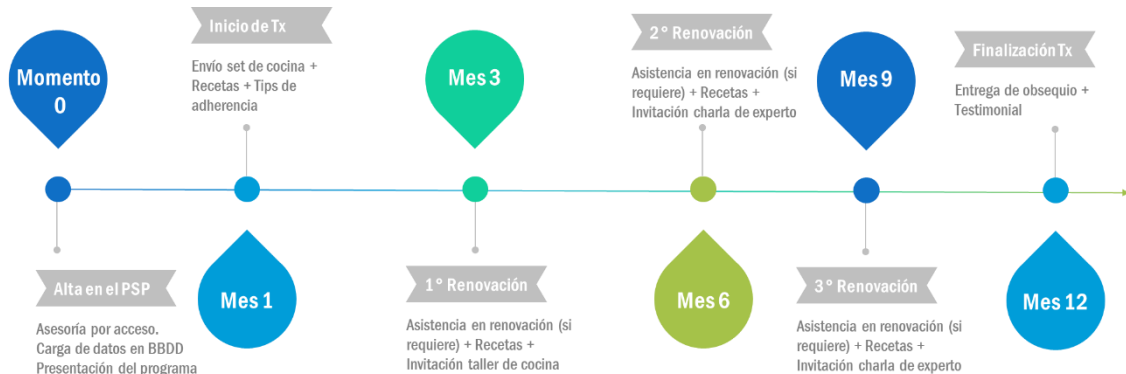 Momento
0
Alta en el PSP
Asesoría por acceso.
Carga de datos en BBDD
Presentación del programa
Inicio de Tx
Envío set de cocina +
Recetas + Tips de
adherencia
Mes 1
Mes 3
1° Renovación
Asistencia en renovación (si
requiere) + Recetas +
Invitación taller de cocina
2° Renovación
Asistencia en renovación (si
requiere) + Recetas +
Invitación charla de experto
Mes 6
Mes 9
3° Renovación
Asistencia en renovación (si
requiere) + Recetas +
Invitación charla de experto
Finalización Tx
Entrega de obsequio +
Testimonial
Mes 12